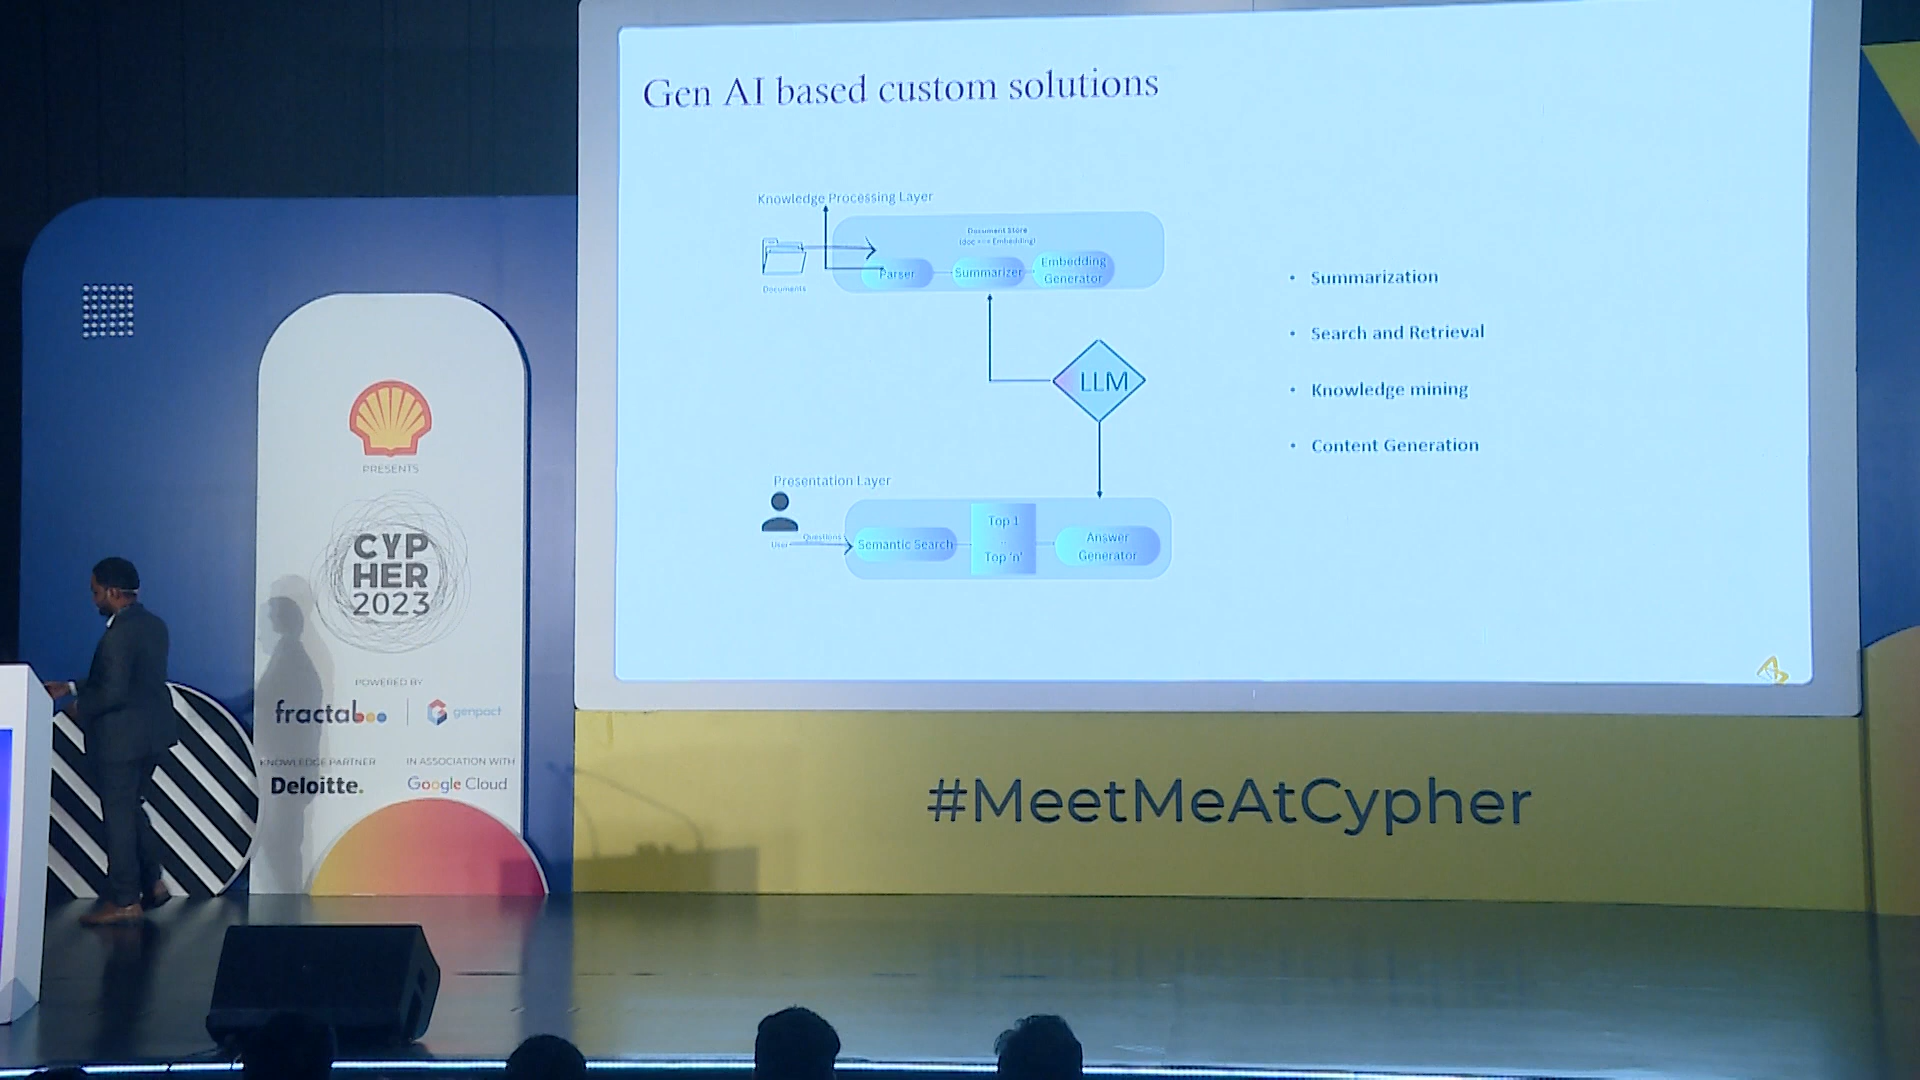 Gen AI based custom solutions
Knowledge Processing Layer
Document Store
(doc <=> Embedding)
Documents
Parser
Summarizer
Embedding
Generator
LLM
Presentation Layer
User
Questions
Semantic Search
Top 1
..
Top 'n'
Answer
Generator
• Summarization
• Search and Retrieval
• Knowledge mining
• Content Generation
PRESENTS
CYP
HER
2023
POWERED BY
fractal
genpact
KNOWLEDGE PARTNER
Deloitte.
IN ASSOCIATION WITH
Google Cloud
#MeetMeAtCypher